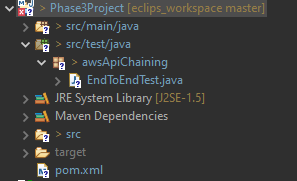 > Phase3Project [eclips_workspace master]
> src/main/java
> src/test/java
> awsApiChaining
> EndToEndTest.java
JRE System Library [J2SE-1.5]
Maven Dependencies
> src
target
pom.xml